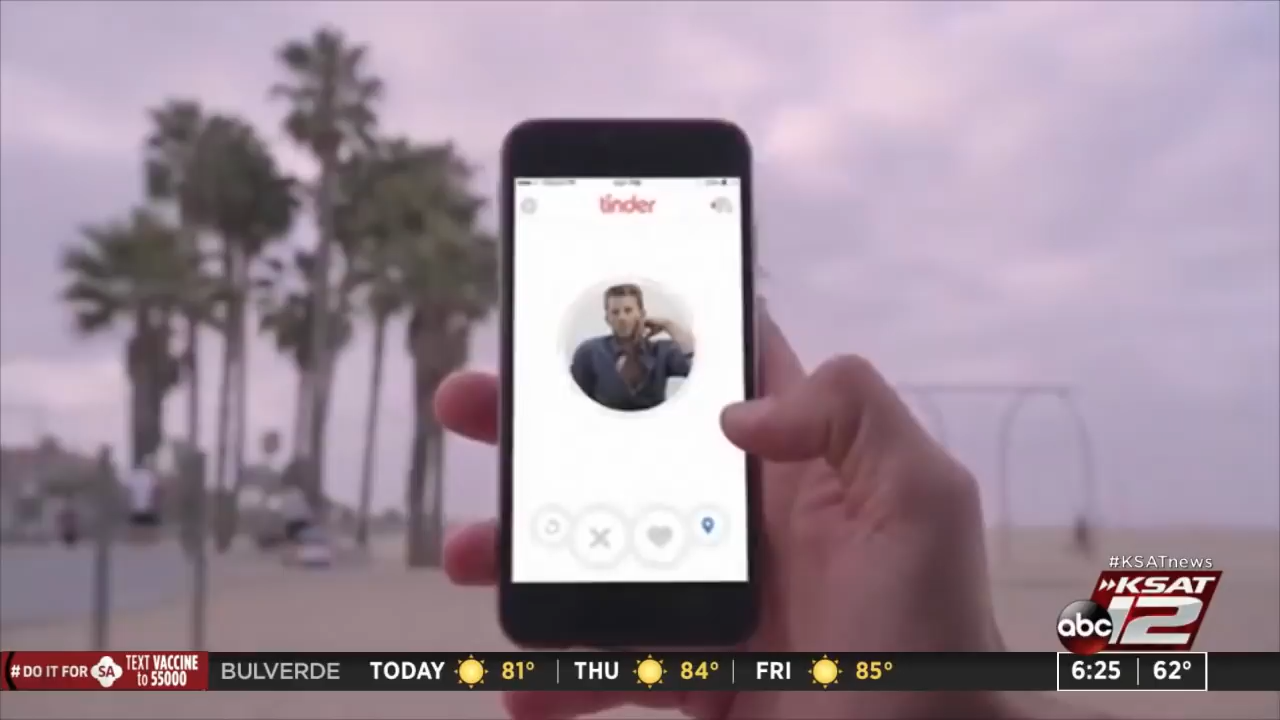 tinder
#KSATnews
KSAT
abc 12
#DO IT FOR SA TEXT VACCINE to 55000
BULVERDE TODAY 81° THU 84° FRI 85°
6:25 62°